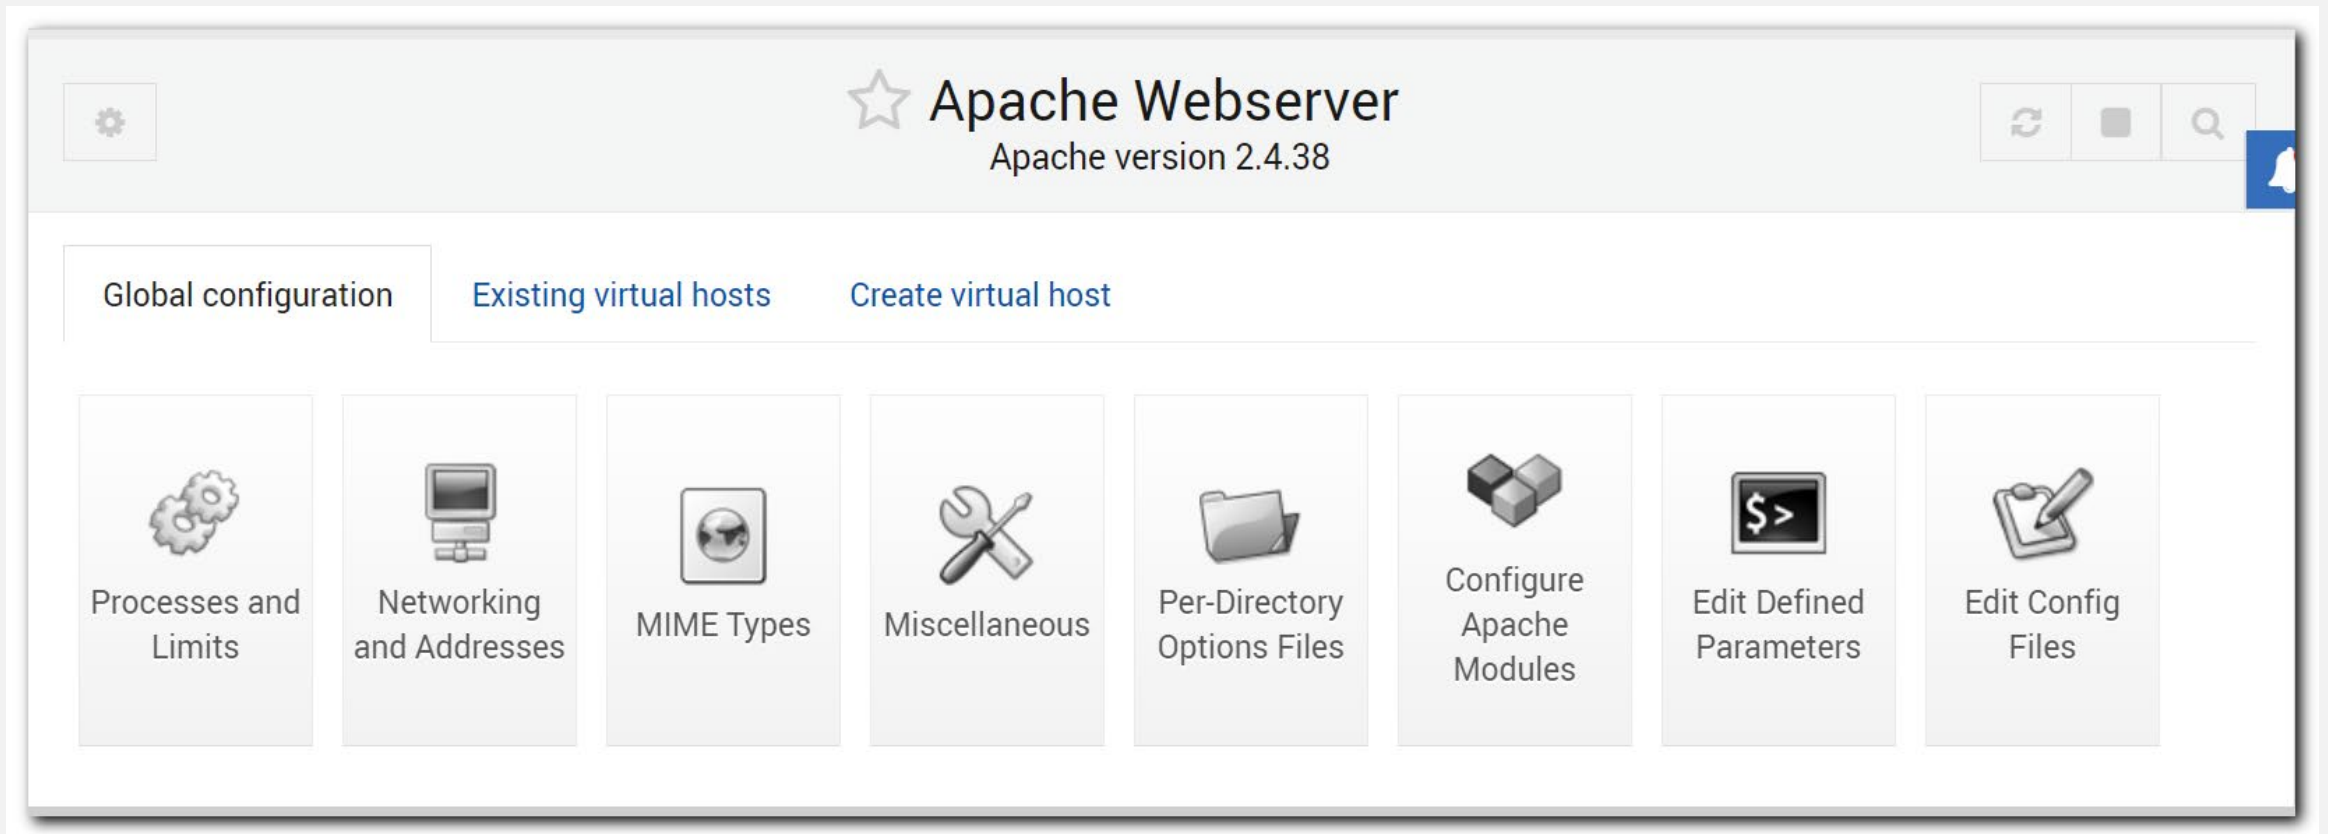 Apache Webserver
Apache version 2.4.38
Global configuration
Existing virtual hosts
Create virtual host
Processes and
Limits
Networking
and Addresses
MIME Types
Miscellaneous
Per-Directory
Options Files
Configure
Apache
Modules
$>
Edit Defined
Parameters
Edit Config
Files